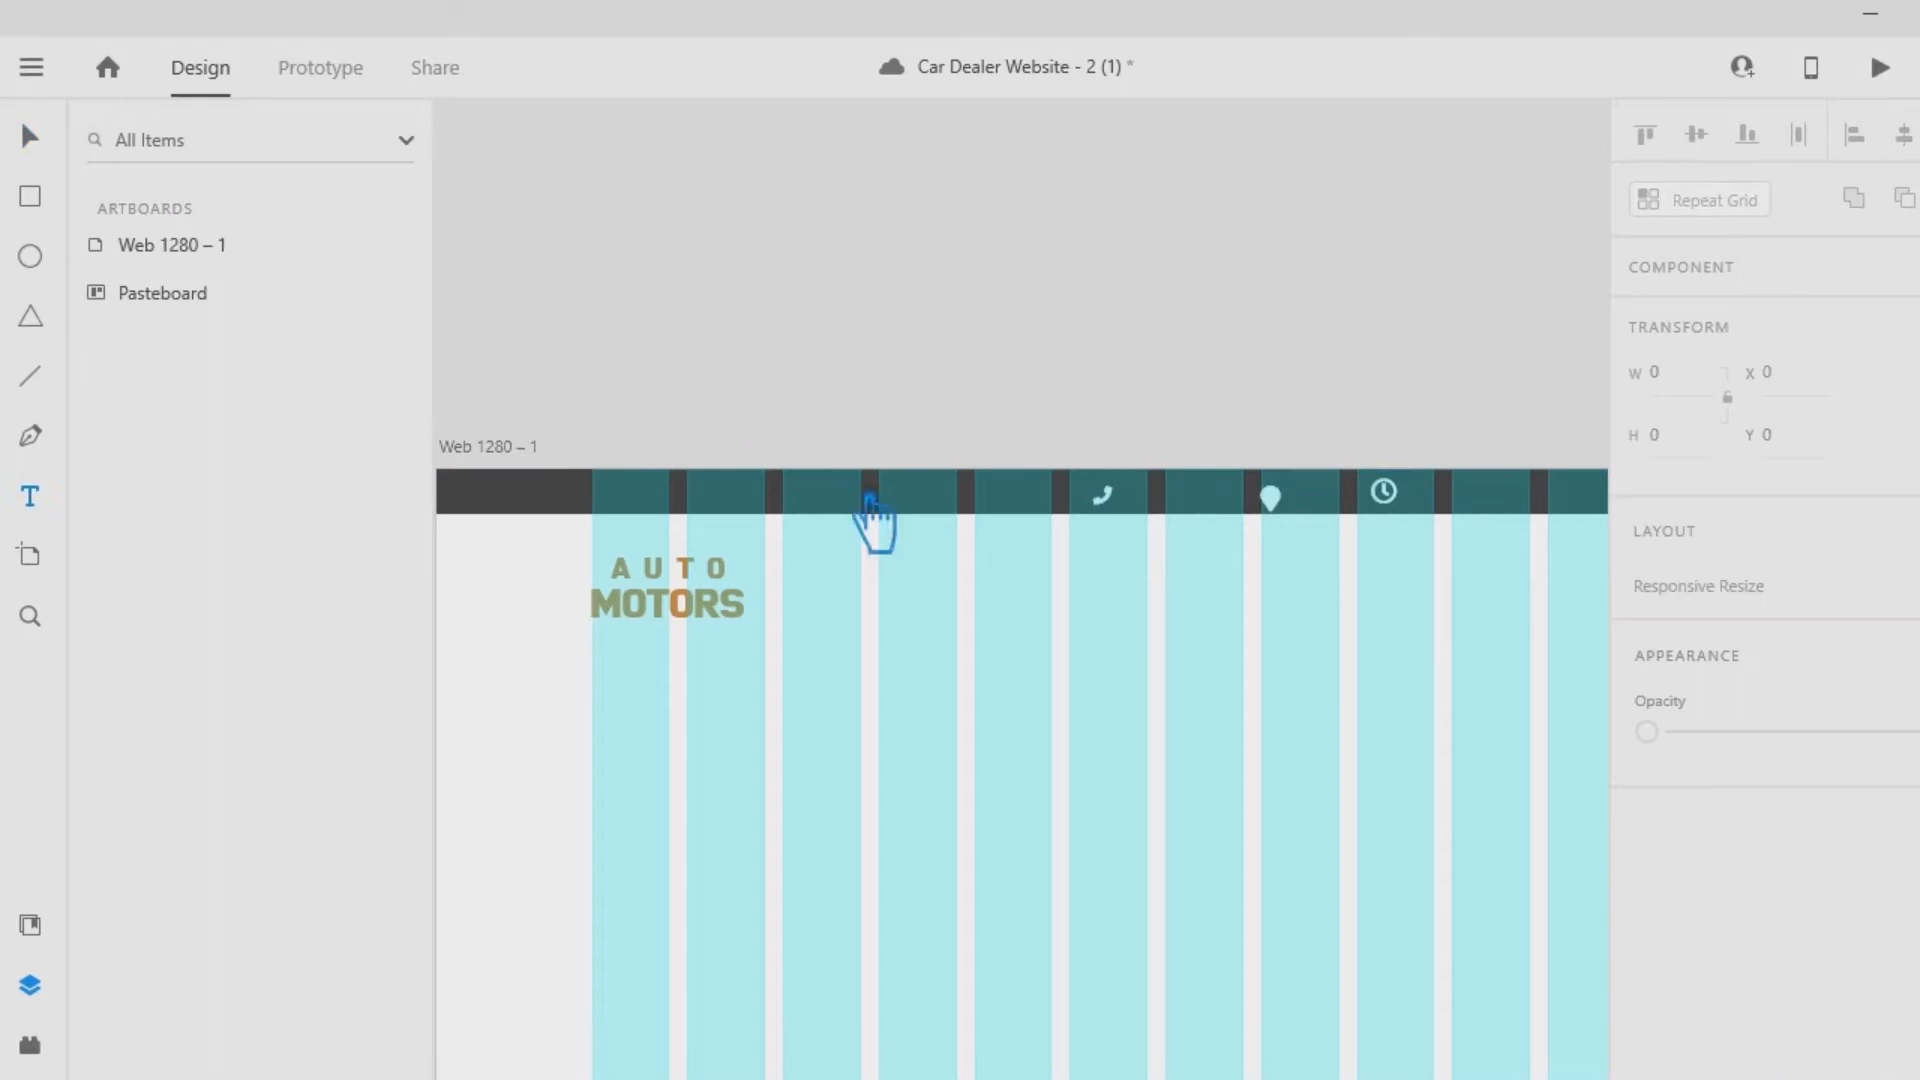 Design Prototype Share Car Dealer Website - 2 (1) *
All Items
ARTBOARDS
Web 1280 – 1
Pasteboard
Web 1280 – 1
AUTO
MOTORS
Repeat Grid
COMPONENT
TRANSFORM
W 0 X 0
H 0 Y 0
LAYOUT
Responsive Resize
APPEARANCE
Opacity